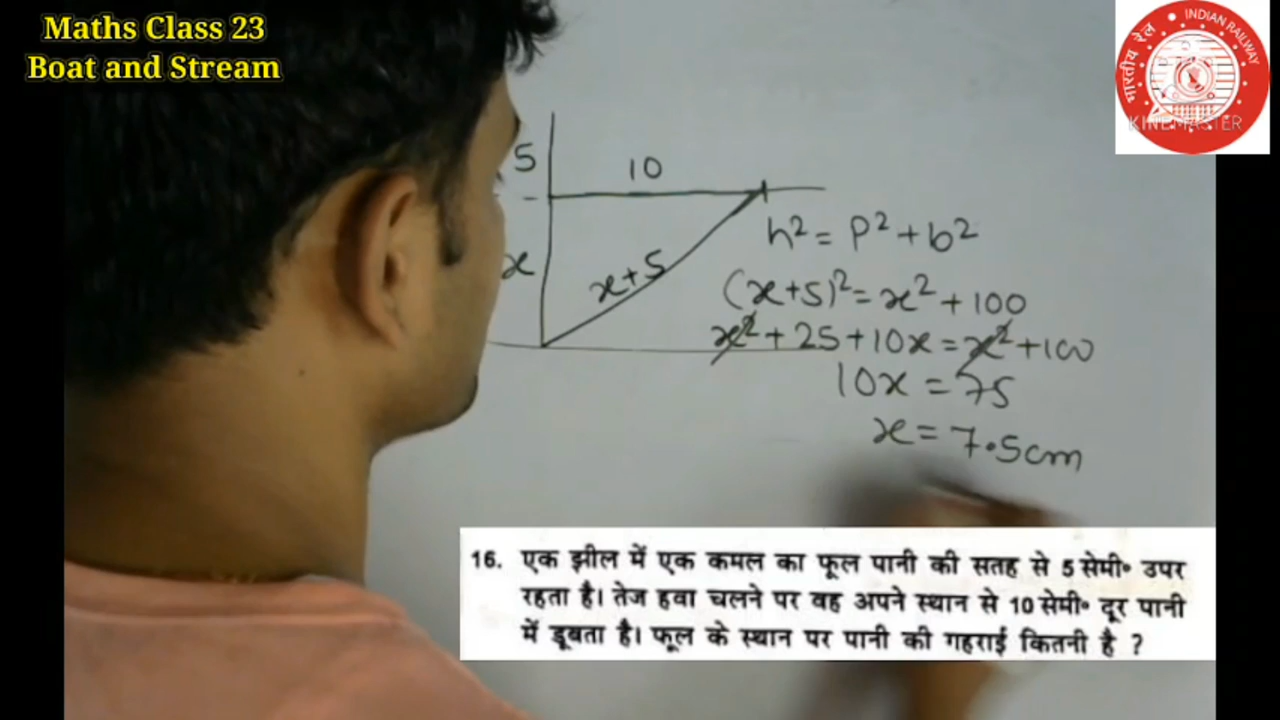 Maths Class 23
Boat and Stream
भारतीय रेल • INDIAN RAILWAY
KINEMASTER
5
10
x
x+5
h²= P²+b²
(x+5)²=x²+100
x²+25+10x=x²+100
10x = 75
x= 7.5cm
16. एक झील में एक कमल का फूल पानी की सतह से 5 सेमी॰ उपर
रहता है। तेज हवा चलने पर वह अपने स्थान से 10 सेमी॰ दूर पानी
में डूबता है। फूल के स्थान पर पानी की गहराई कितनी है ?